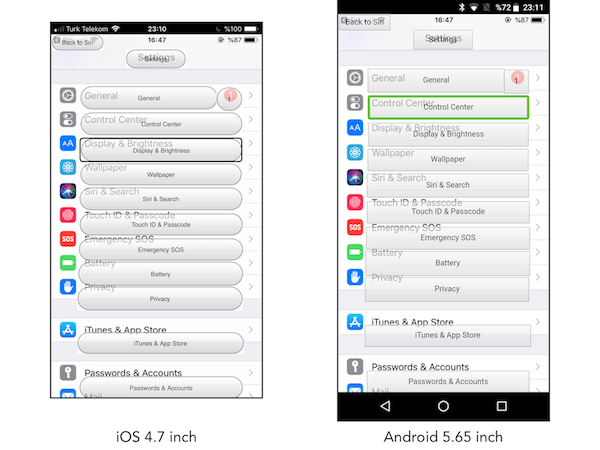 Turk Telekom 23:10 %100
16:47 %87
Back to Siri
Settings
Settings
General
General
1
Control Center
Control Center
Display & Brightness
Display & Brightness
Wallpaper
Wallpaper
Siri & Search
Siri & Search
Touch ID & Passcode
Touch ID & Passcode
Emergency SOS
SOS
Emergency SOS
Battery
Battery
Privacy
Privacy
iTunes & App Store
iTunes & App Store
Passwords & Accounts
Passwords & Accounts
Mail
iOS 4.7 inch
%72 23:11
16:47 %87
Back to Siri
Settings
Settings
General
General
1
Control Center
Control Center
AA Display & Brightness
Display & Brightness
Wallpaper
Wallpaper
Siri & Search
Siri & Search
Touch ID & Passcode
Touch ID & Passcode
SOS Emergency SOS
Emergency SOS
Battery
Battery
Privacy
Privacy
iTunes & App Store
iTunes & App Store
Passwords & Accounts
Passwords & Accounts
Mail
Android 5.65 inch